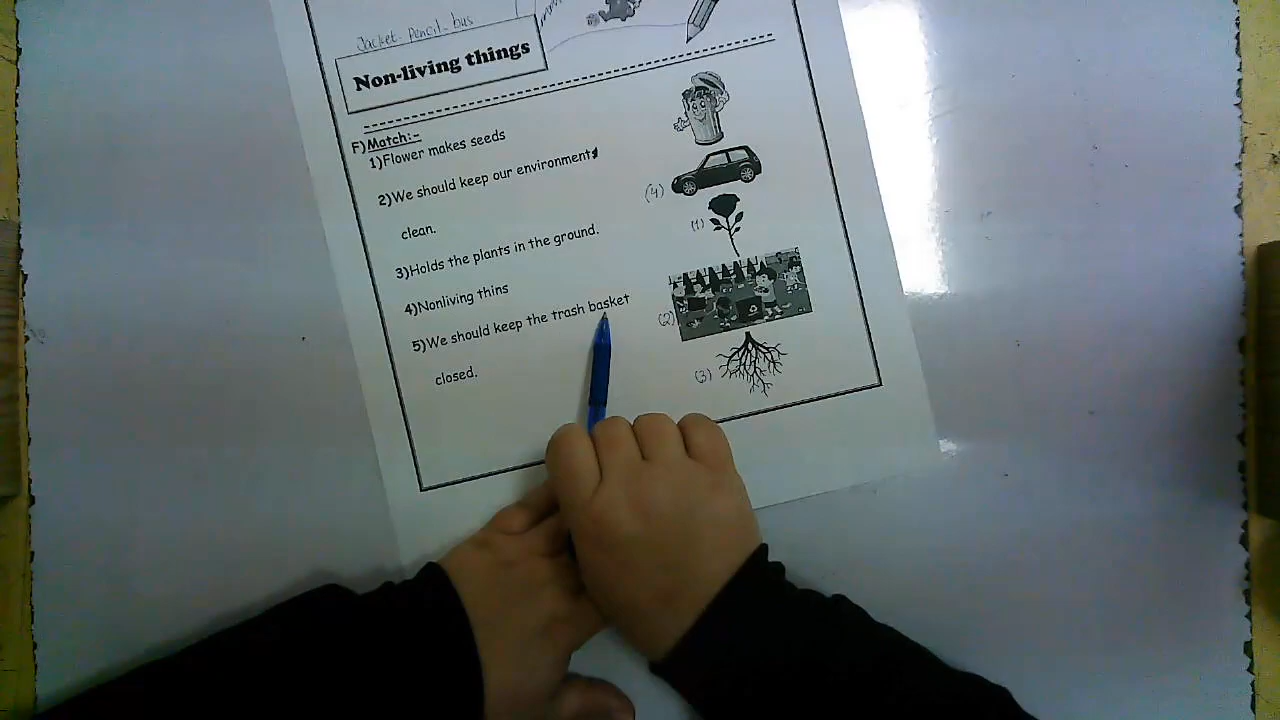 Jacket - Pencil - bus
Non-living things
F) Match:-
1)Flower makes seeds
2)We should keep our environment
clean.
(4)
(1)
3)Holds the plants in the ground.
4)Nonliving thins
(2)
5)We should keep the trash basket
closed.
(3)